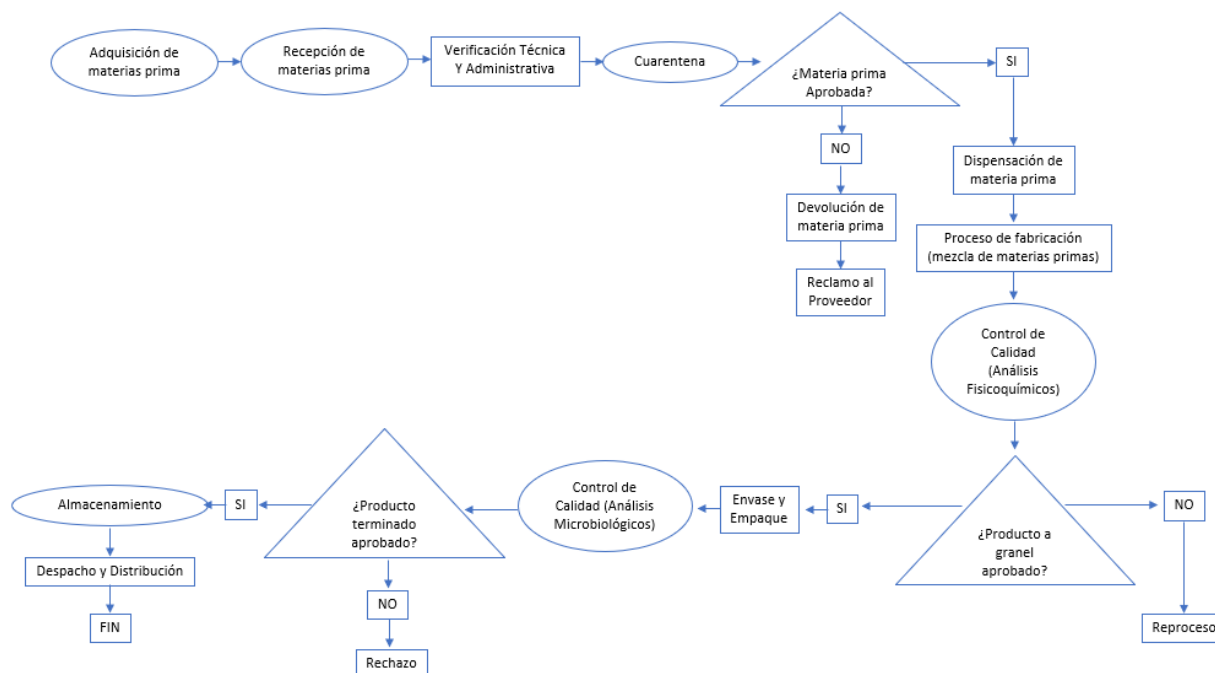 Adquisición de
materias prima
Recepción de
materias prima
Verificación Técnica
Y Administrativa
Cuarentena
¿Materia prima
Aprobada?
SI
NO
Devolución de
materia prima
Reclamo al
Proveedor
Dispensación de
materia prima
Proceso de fabricación
(mezcla de materias primas)
Control de
Calidad
(Análisis
Fisicoquímicos)
¿Producto a
granel
aprobado?
NO
Reproceso
SI
Envase y
Empaque
Control de
Calidad (Análisis
Microbiológicos)
¿Producto
terminado
aprobado?
NO
Rechazo
SI
Almacenamiento
Despacho y Distribución
FIN